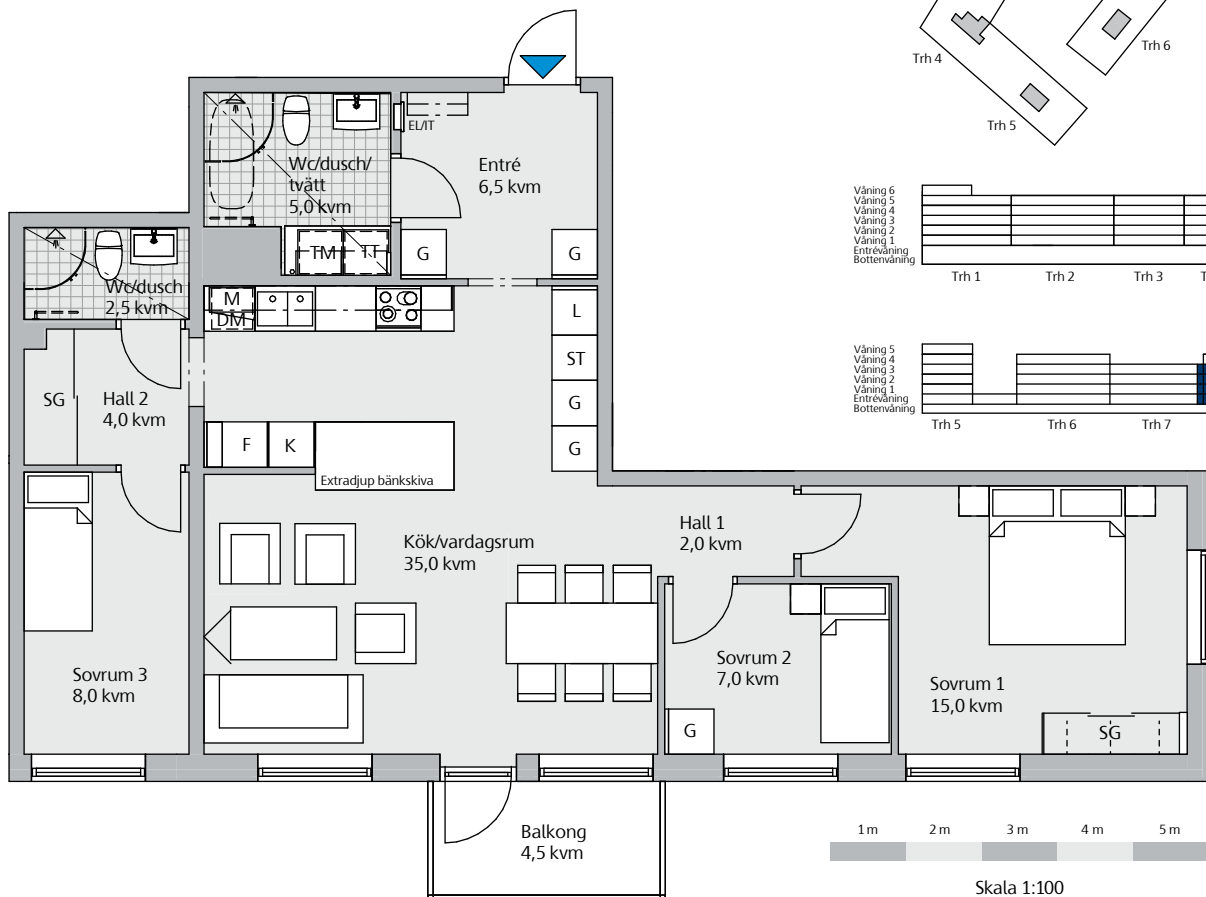 Trh 4
Trh 6
Trh 5
EL/IT
Wc/dusch/
tvätt
5,0 kvm
Entré
6,5 kvm
TM
TT
G
G
Våning 6
Våning 5
Våning 4
Våning 3
Våning 2
Våning 1
Entrévåning
Bottenvåning
Trh 1
Trh 2
Trh 3
Wc/dusch
2,5 kvm
M
DM
L
ST
G
G
SG
Hall 2
4,0 kvm
F
K
Extradjup bänkskiva
Våning 5
Våning 4
Våning 3
Våning 2
Våning 1
Entrévåning
Bottenvåning
Trh 5
Trh 6
Trh 7
Kök/vardagsrum
35,0 kvm
Hall 1
2,0 kvm
Sovrum 3
8,0 kvm
Sovrum 2
7,0 kvm
G
Sovrum 1
15,0 kvm
SG
Balkong
4,5 kvm
1 m
2 m
3 m
4 m
5 m
Skala 1:100